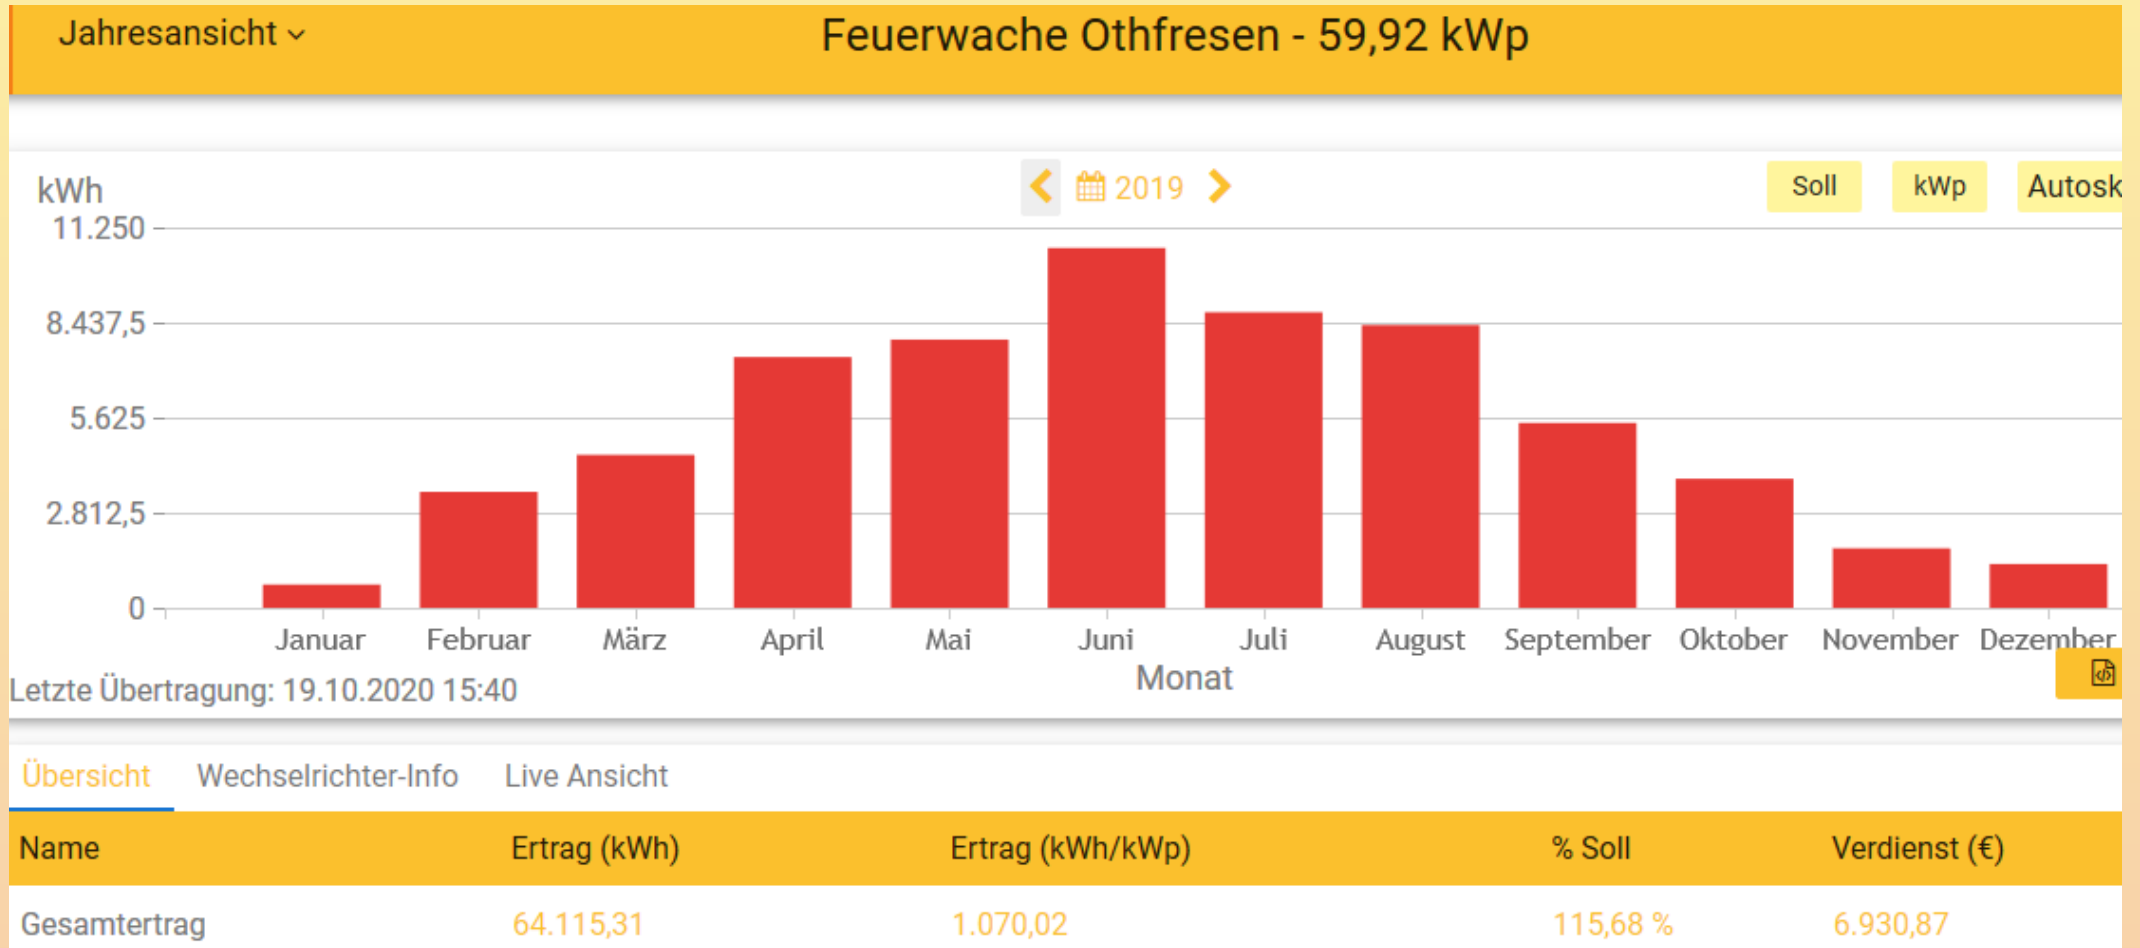 Jahresansicht
Feuerwache Othfresen - 59,92 kWp
kWh
2019
Soll
kWp
Autosk
11.250
8.437,5
5.625
2.812,5
0
Januar Februar März April Mai Juni Juli August September Oktober November Dezember
Monat
Letzte Übertragung: 19.10.2020 15:40
Übersicht Wechselrichter-Info Live Ansicht
Name Ertrag (kWh) Ertrag (kWh/kWp) % Soll Verdienst (€)
Gesamtertrag 64.115,31 1.070,02 115,68 % 6.930,87